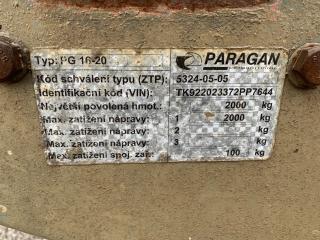 Typ: PG 16-20 PARAGAN
Kód schválení typu (ZTP): 5324-05-05
Identifikační kód (VIN): TK922023372PP7644
Největší povolená hmot.: 2000 kg
Max. zatížení nápravy: 1 2000 kg
Max. zatížení nápravy: 2 kg
Max. zatížení nápravy: 3 kg
Max. zatížení spoj. zař.: 100 kg